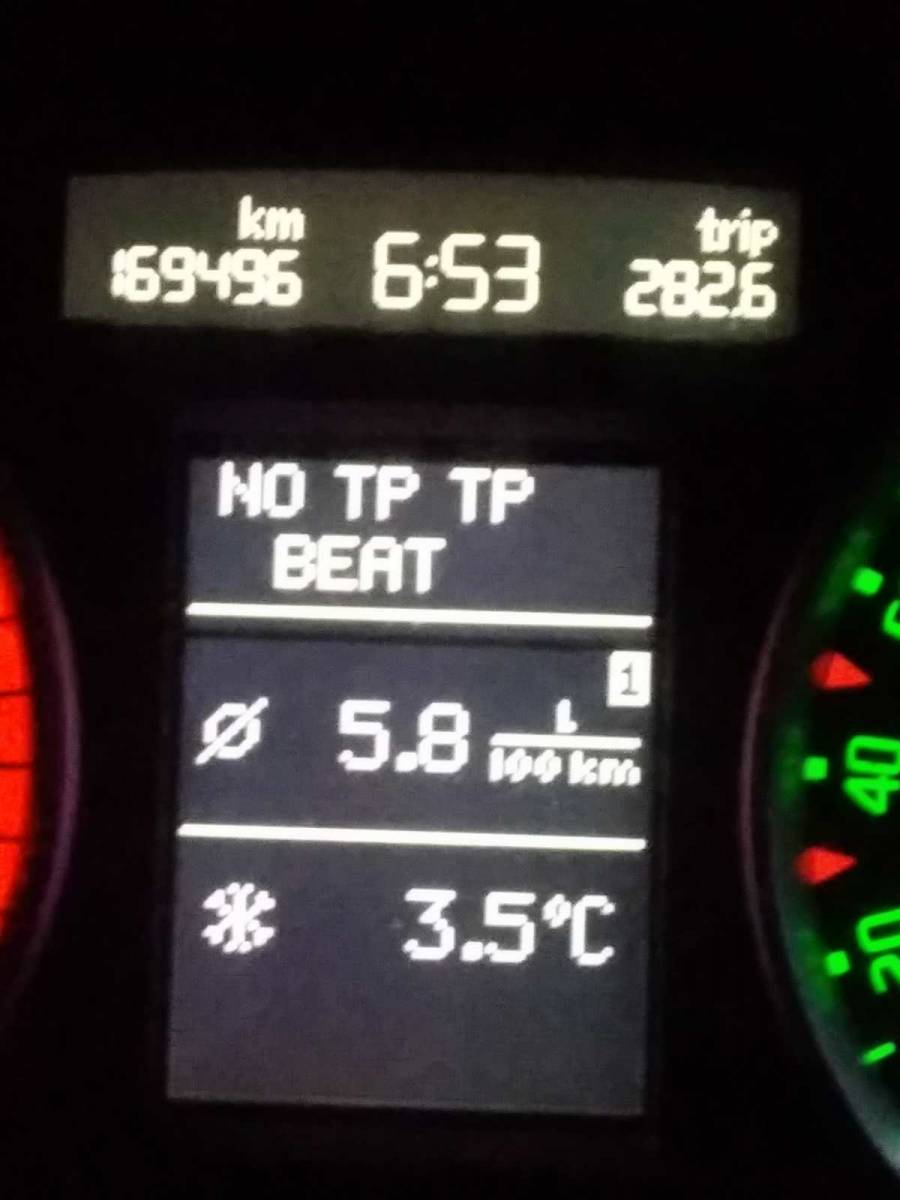 km
169496
6:53
trip
282.6
NO TP TP
BEAT
1
Ø 5.8 L
100 km
3.5°C
40
20